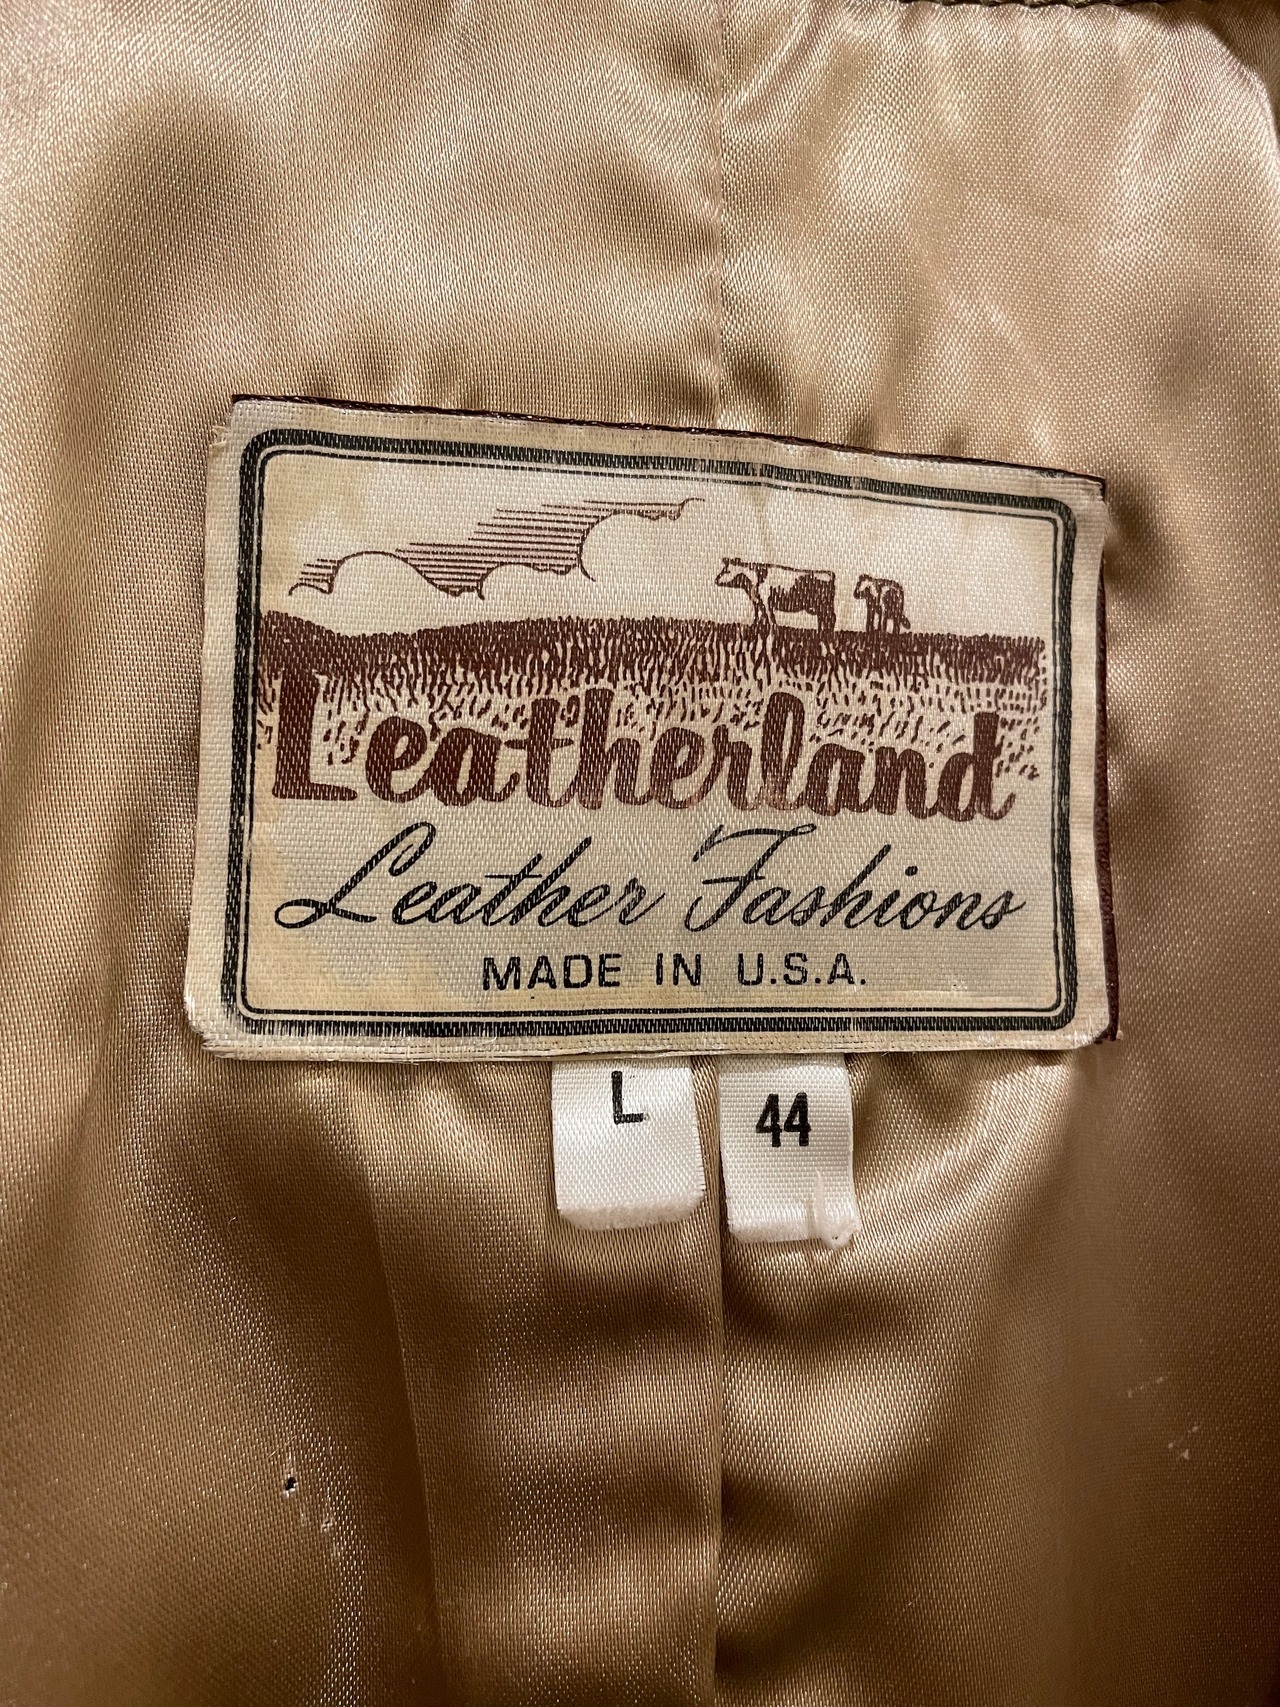 Leatherland
Leather Fashions
MADE IN U.S.A.
L
44